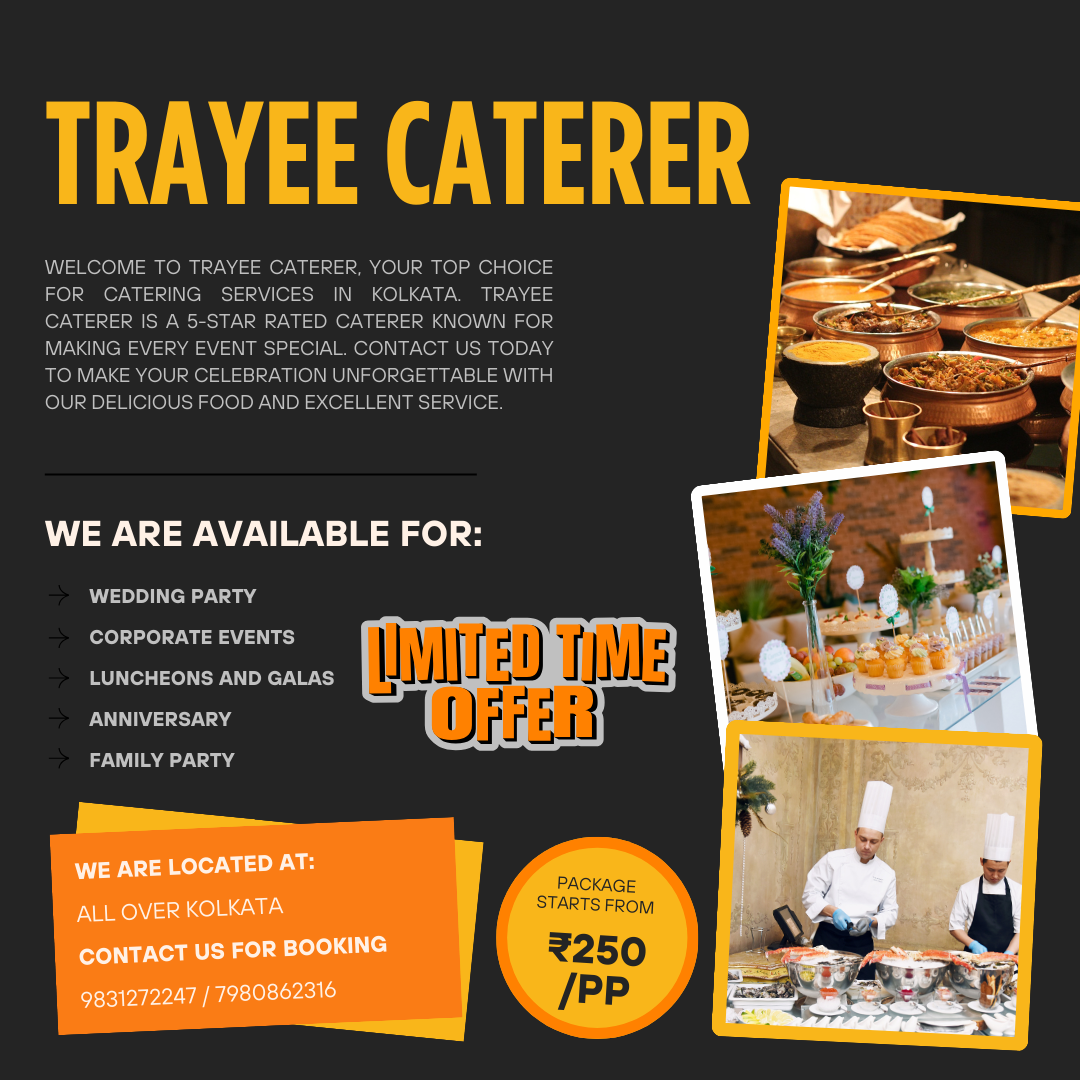 TRAYEE CATERER
WELCOME TO TRAYEE CATERER, YOUR TOP CHOICE
FOR CATERING SERVICES IN KOLKATA. TRAYEE
CATERER IS A 5-STAR RATED CATERER KNOWN FOR
MAKING EVERY EVENT SPECIAL. CONTACT US TODAY
TO MAKE YOUR CELEBRATION UNFORGETTABLE WITH
OUR DELICIOUS FOOD AND EXCELLENT SERVICE.
WE ARE AVAILABLE FOR:
WEDDING PARTY
CORPORATE EVENTS
LUNCHEONS AND GALAS
ANNIVERSARY
FAMILY PARTY
LIMITED TIME
OFFER
WE ARE LOCATED AT:
ALL OVER KOLKATA
CONTACT US FOR BOOKING
9831272247 / 7980862316
PACKAGE
STARTS FROM
₹250
/PP